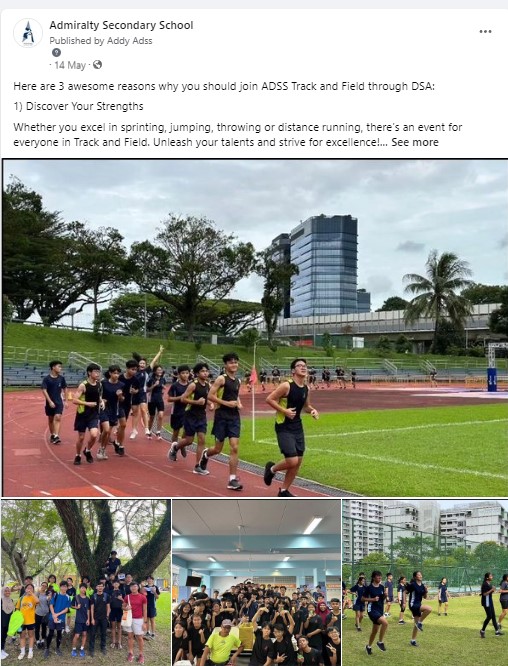 Admiralty Secondary School
Published by Addy Adss
· 14 May ·
Here are 3 awesome reasons why you should join ADSS Track and Field through DSA:
1) Discover Your Strengths
Whether you excel in sprinting, jumping, throwing or distance running, there's an event for
everyone in Track and Field. Unleash your talents and strive for excellence!... See more